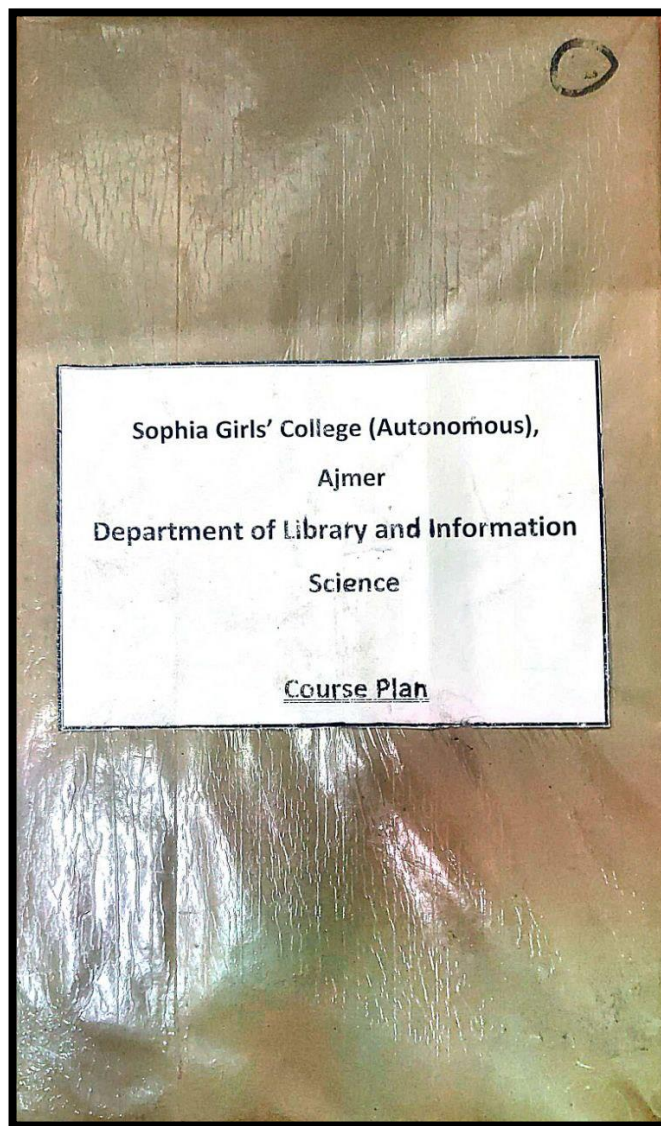 Sophia Girls' College (Autonomous),
Ajmer
Department of Library and Information
Science
Course Plan